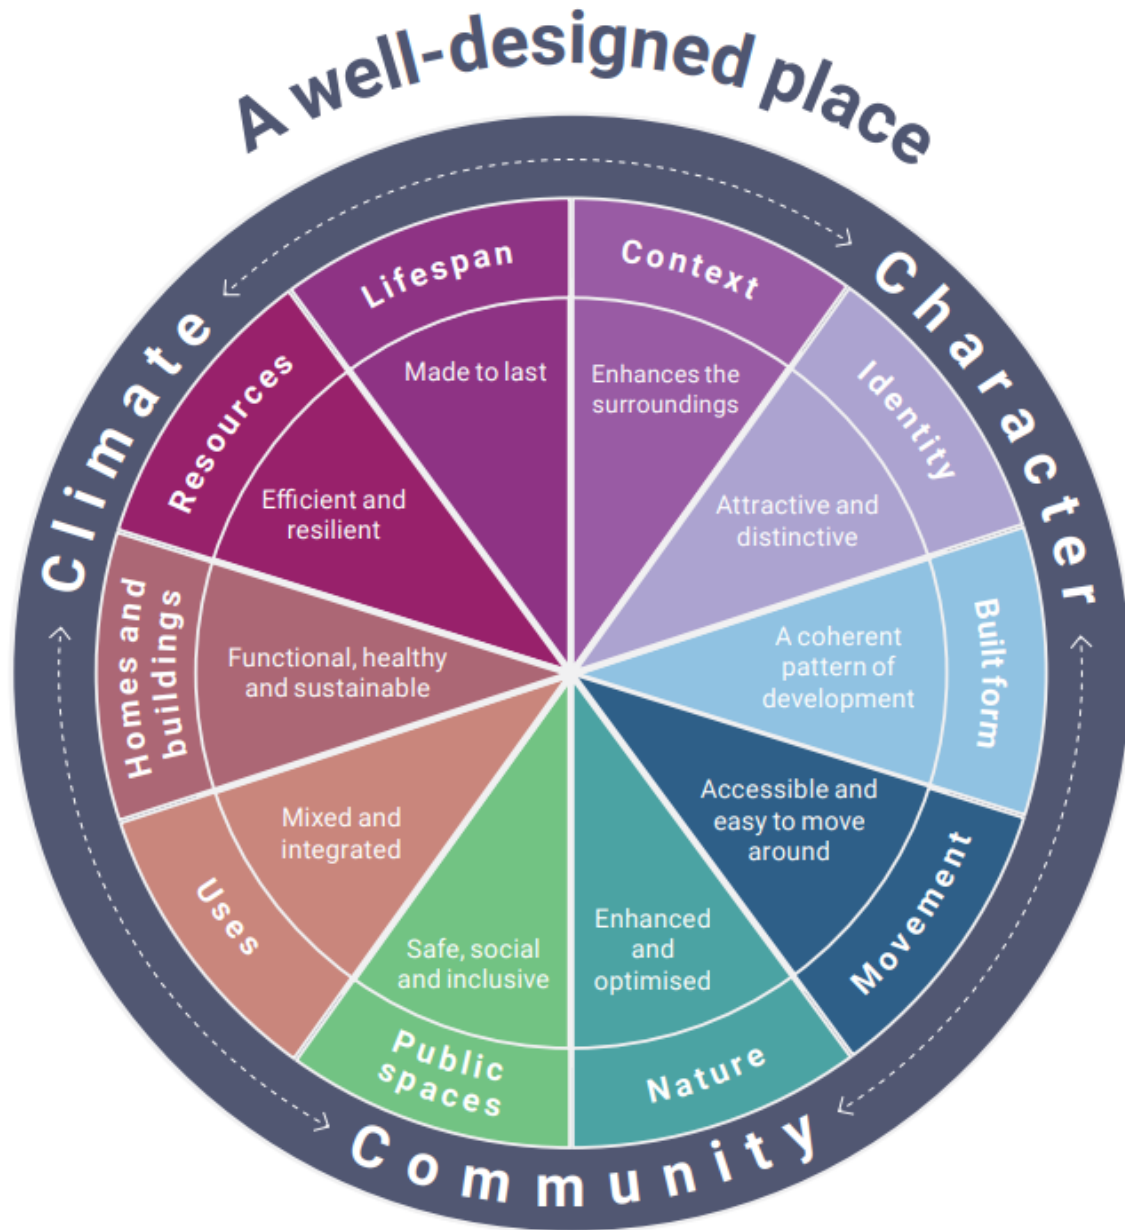 A well-designed place
Climate
Character
Community
Context
Enhances the
surroundings
Identity
Attractive and
distinctive
Built form
A coherent
pattern of
development
Movement
Accessible and
easy to move
around
Nature
Enhanced
and
optimised
Public
spaces
Safe, social
and inclusive
Uses
Mixed and
integrated
Homes and
buildings
Functional, healthy
and sustainable
Resources
Efficient and
resilient
Lifespan
Made to last